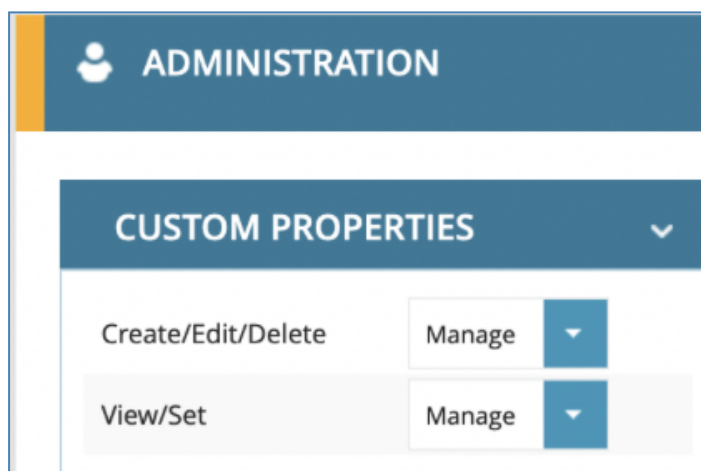 ADMINISTRATION
CUSTOM PROPERTIES
Create/Edit/Delete Manage
View/Set Manage